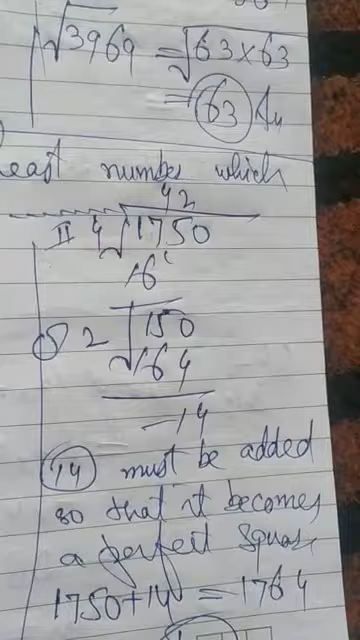 √3969 = √63×63
= 63 Ans
least number which
42
II 4 √1750
16
82 √150
164
-14
14 must be added
so that it becomes
a perfect square
1750+14 = 1764